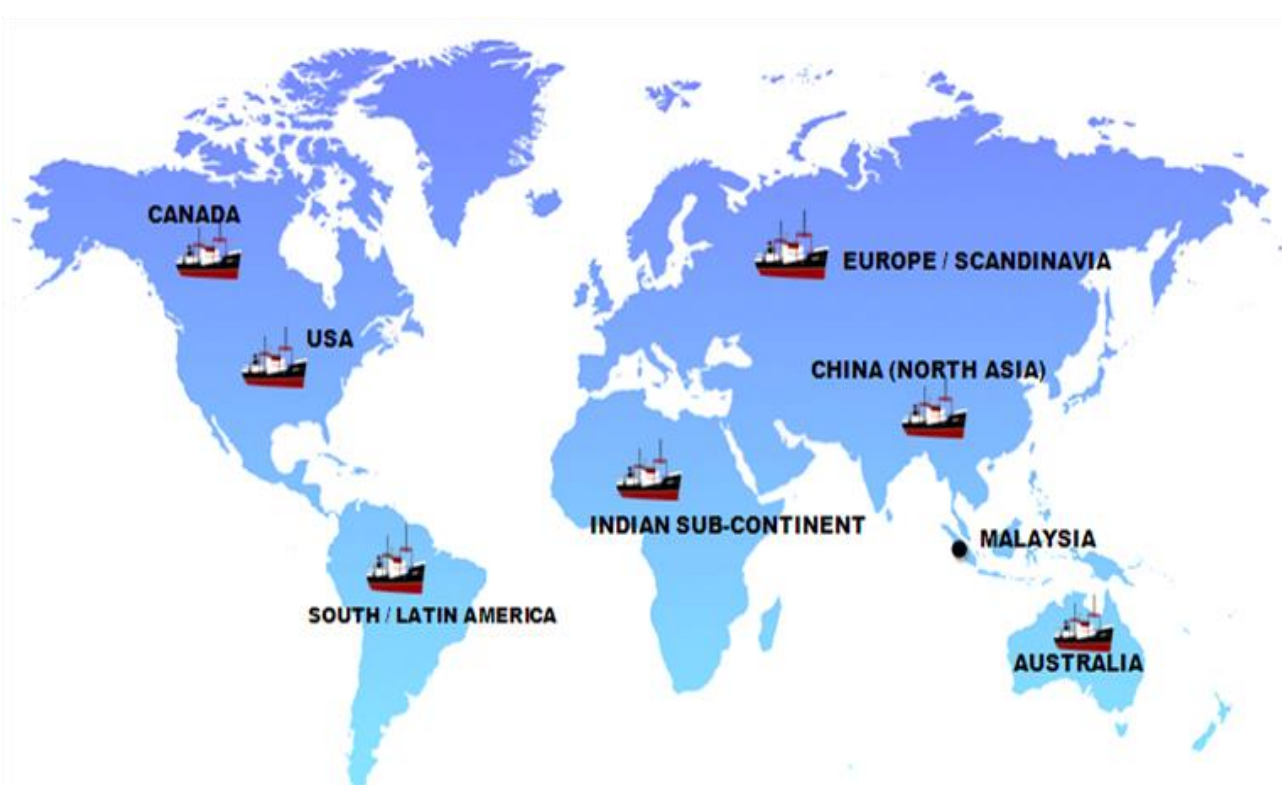 CANADA
EUROPE / SCANDINAVIA
USA
CHINA (NORTH ASIA)
INDIAN SUB-CONTINENT
MALAYSIA
SOUTH / LATIN AMERICA
AUSTRALIA